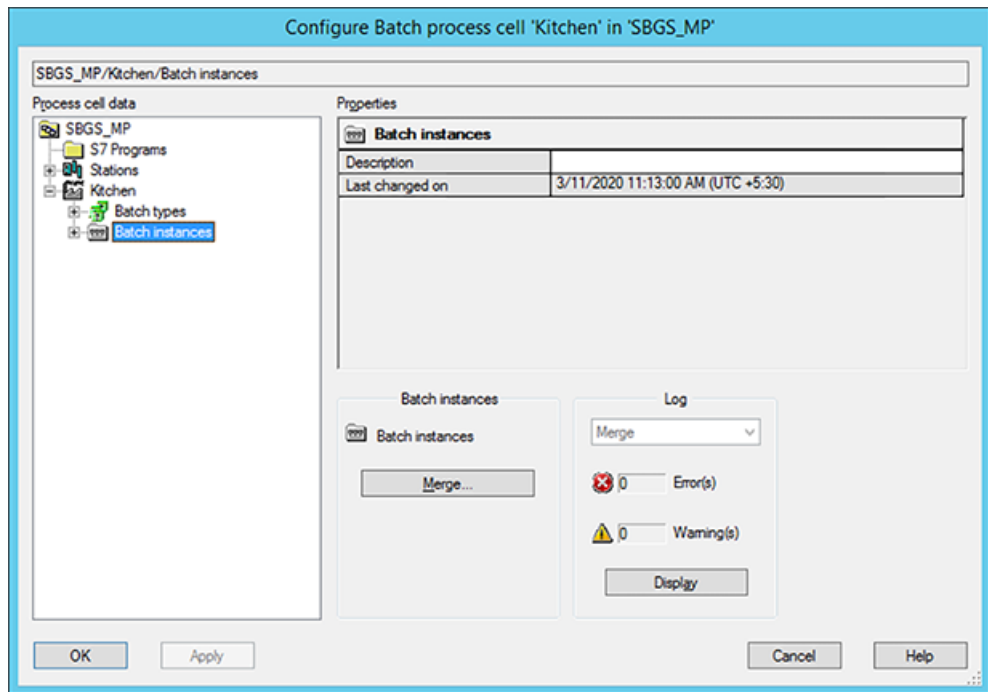 Configure Batch process cell 'Kitchen' in 'SBGS_MP'
SBGS_MP/Kitchen/Batch instances
Process cell data
SBGS_MP
S7 Programs
Stations
Kitchen
Batch types
Batch instances
Properties
Batch instances
Description
Last changed on 3/11/2020 11:13:00 AM (UTC +5:30)
Batch instances
Batch instances
Merge...
Log
Merge
0 Error(s)
0 Warning(s)
Display
OK Apply Cancel Help